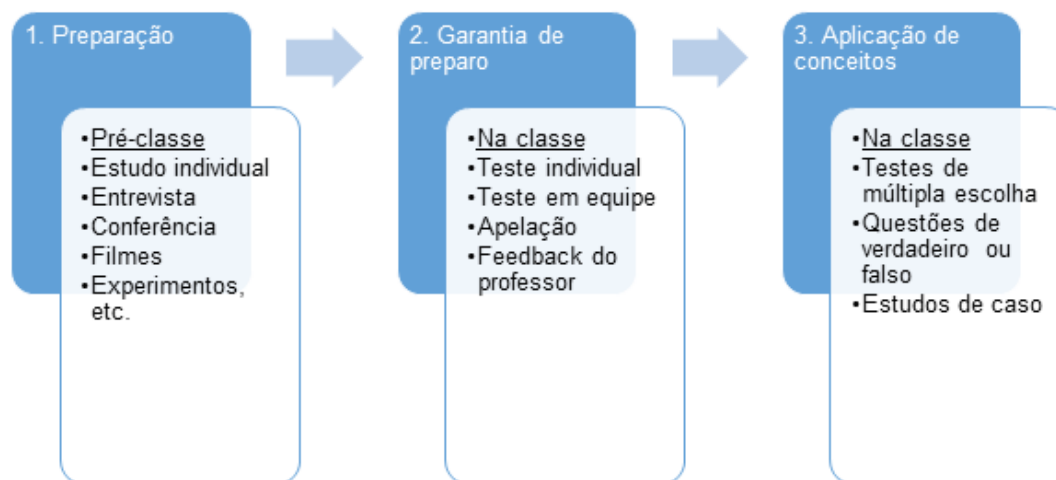 1. Preparação
•Pré-classe
•Estudo individual
•Entrevista
•Conferência
•Filmes
•Experimentos,
etc.
2. Garantia de
preparo
•Na classe
•Teste individual
•Teste em equipe
•Apelação
•Feedback do
professor
3. Aplicação de
conceitos
•Na classe
•Testes de
múltipla escolha
•Questões de
verdadeiro ou
falso
•Estudos de caso